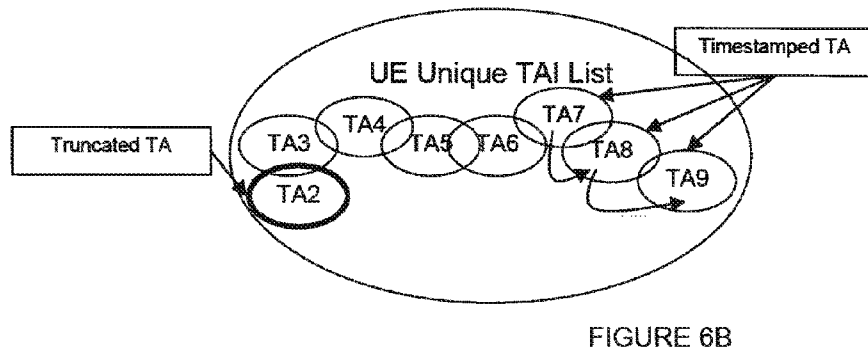 Timestamped TA
UE Unique TAI List
Truncated TA
TA3
TA4
TA5
TA6
TA7
TA8
TA9
TA2
FIGURE 6B